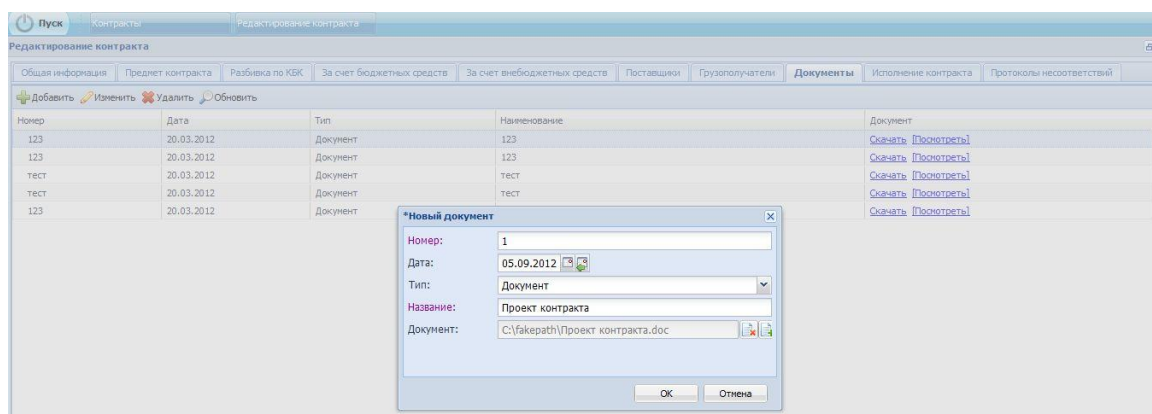 Пуск Контракты Редактирование контракта
Редактирование контракта
Общая информация Предмет контракта Разбивка по КБК За счет бюджетных средств За счет внебюджетных средств Поставщики Грузополучатели Документы Исполнение контракта Протоколы несоответствий
Добавить Изменить Удалить Обновить
Номер Дата Тип Наименование Документ
123 20.03.2012 Документ 123 Скачать [Посмотреть]
123 20.03.2012 Документ 123 Скачать [Посмотреть]
тест 20.03.2012 Документ тест Скачать [Посмотреть]
тест 20.03.2012 Документ тест Скачать [Посмотреть]
123 20.03.2012 Документ Скачать [Посмотреть]
*Новый документ
Номер: 1
Дата: 05.09.2012
Тип: Документ
Название: Проект контракта
Документ: C:\fakepath\Проект контракта.doc
OK Отмена